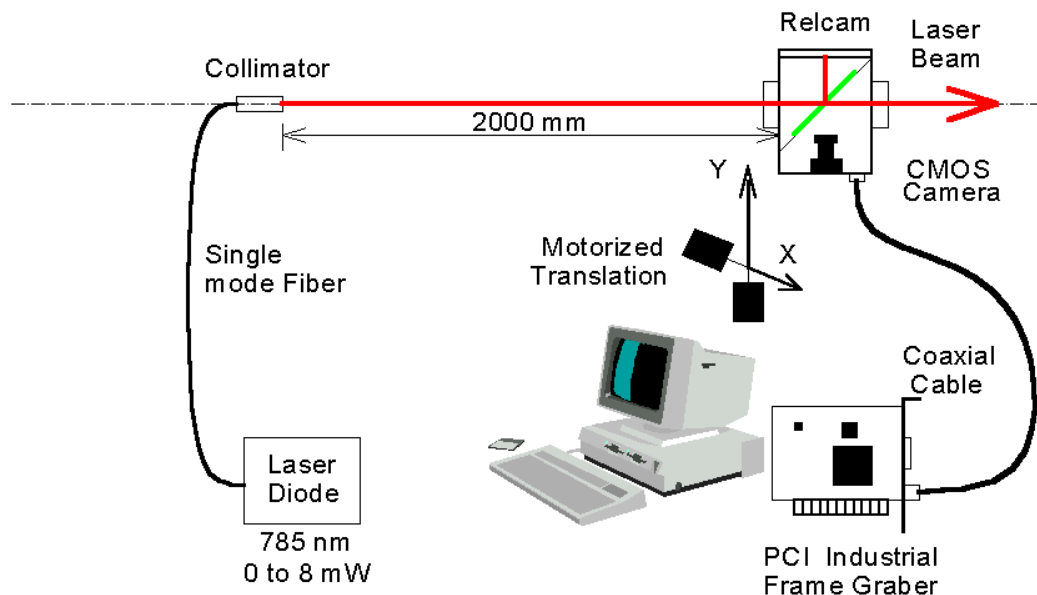 Relcam
Laser
Beam
Collimator
2000 mm
CMOS
Camera
Y
X
Motorized
Translation
Single
mode Fiber
Coaxial
Cable
Laser
Diode
785 nm
0 to 8 mW
PCI Industrial
Frame Graber